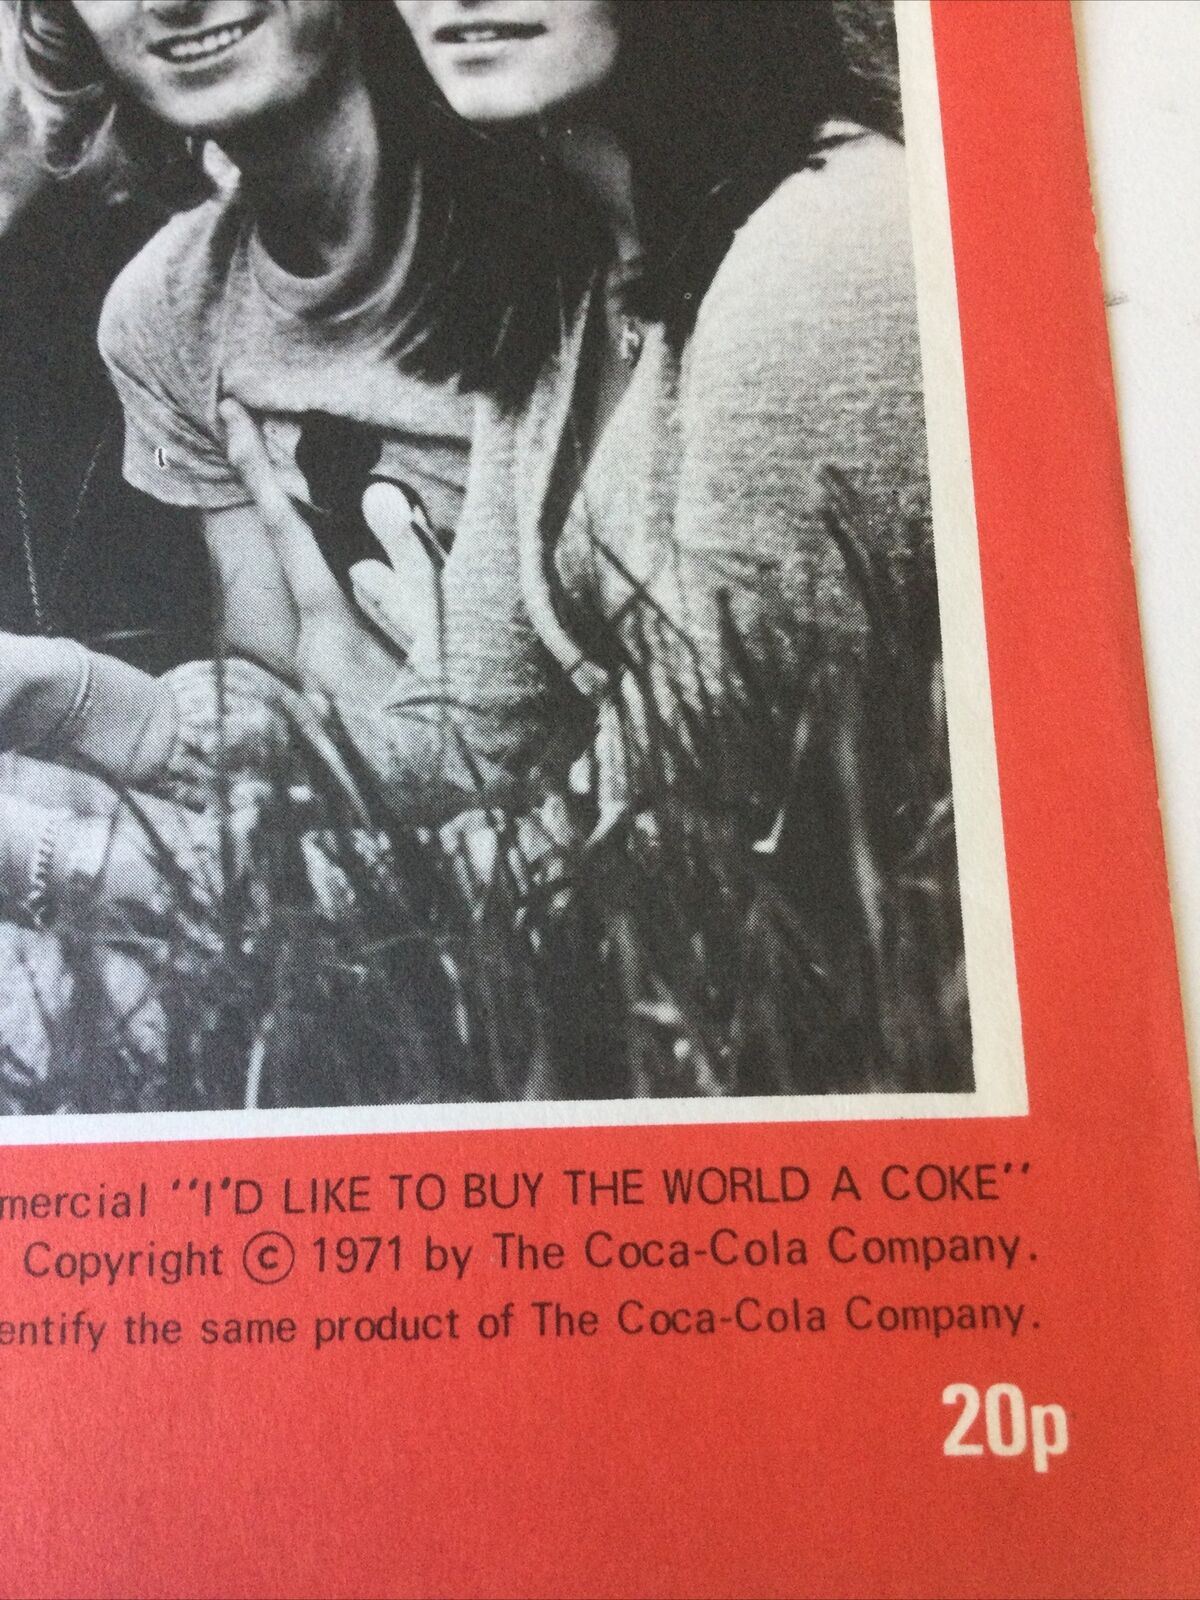 mercial "I'D LIKE TO BUY THE WORLD A COKE"
Copyright © 1971 by The Coca-Cola Company.
entify the same product of The Coca-Cola Company.
20p